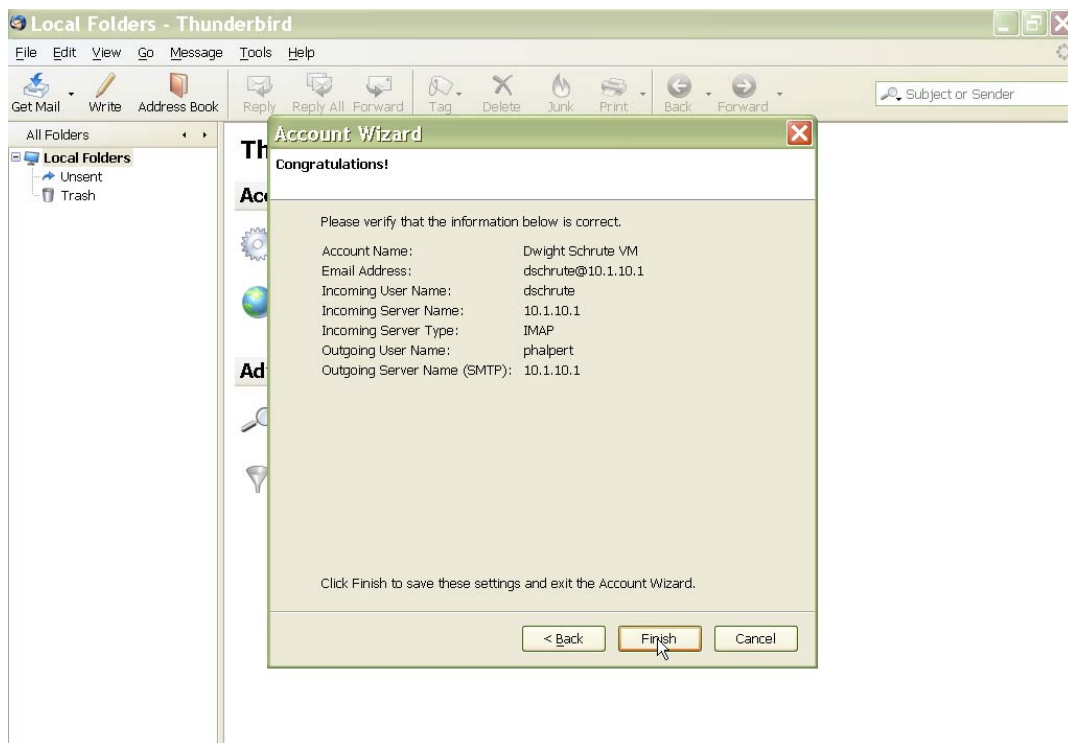 Local Folders - Thunderbird
File Edit View Go Message Tools Help
Get Mail Write Address Book Reply Reply All Forward Tag Delete Junk Print Back Forward Subject or Sender
All Folders
Local Folders
Unsent
Trash
Th
Acc
Ad
Account Wizard
Congratulations!
Please verify that the information below is correct.
Account Name: Dwight Schrute VM
Email Address: dschrute@10.1.10.1
Incoming User Name: dschrute
Incoming Server Name: 10.1.10.1
Incoming Server Type: IMAP
Outgoing User Name: phalpert
Outgoing Server Name (SMTP): 10.1.10.1
Click Finish to save these settings and exit the Account Wizard.
< Back Finish Cancel